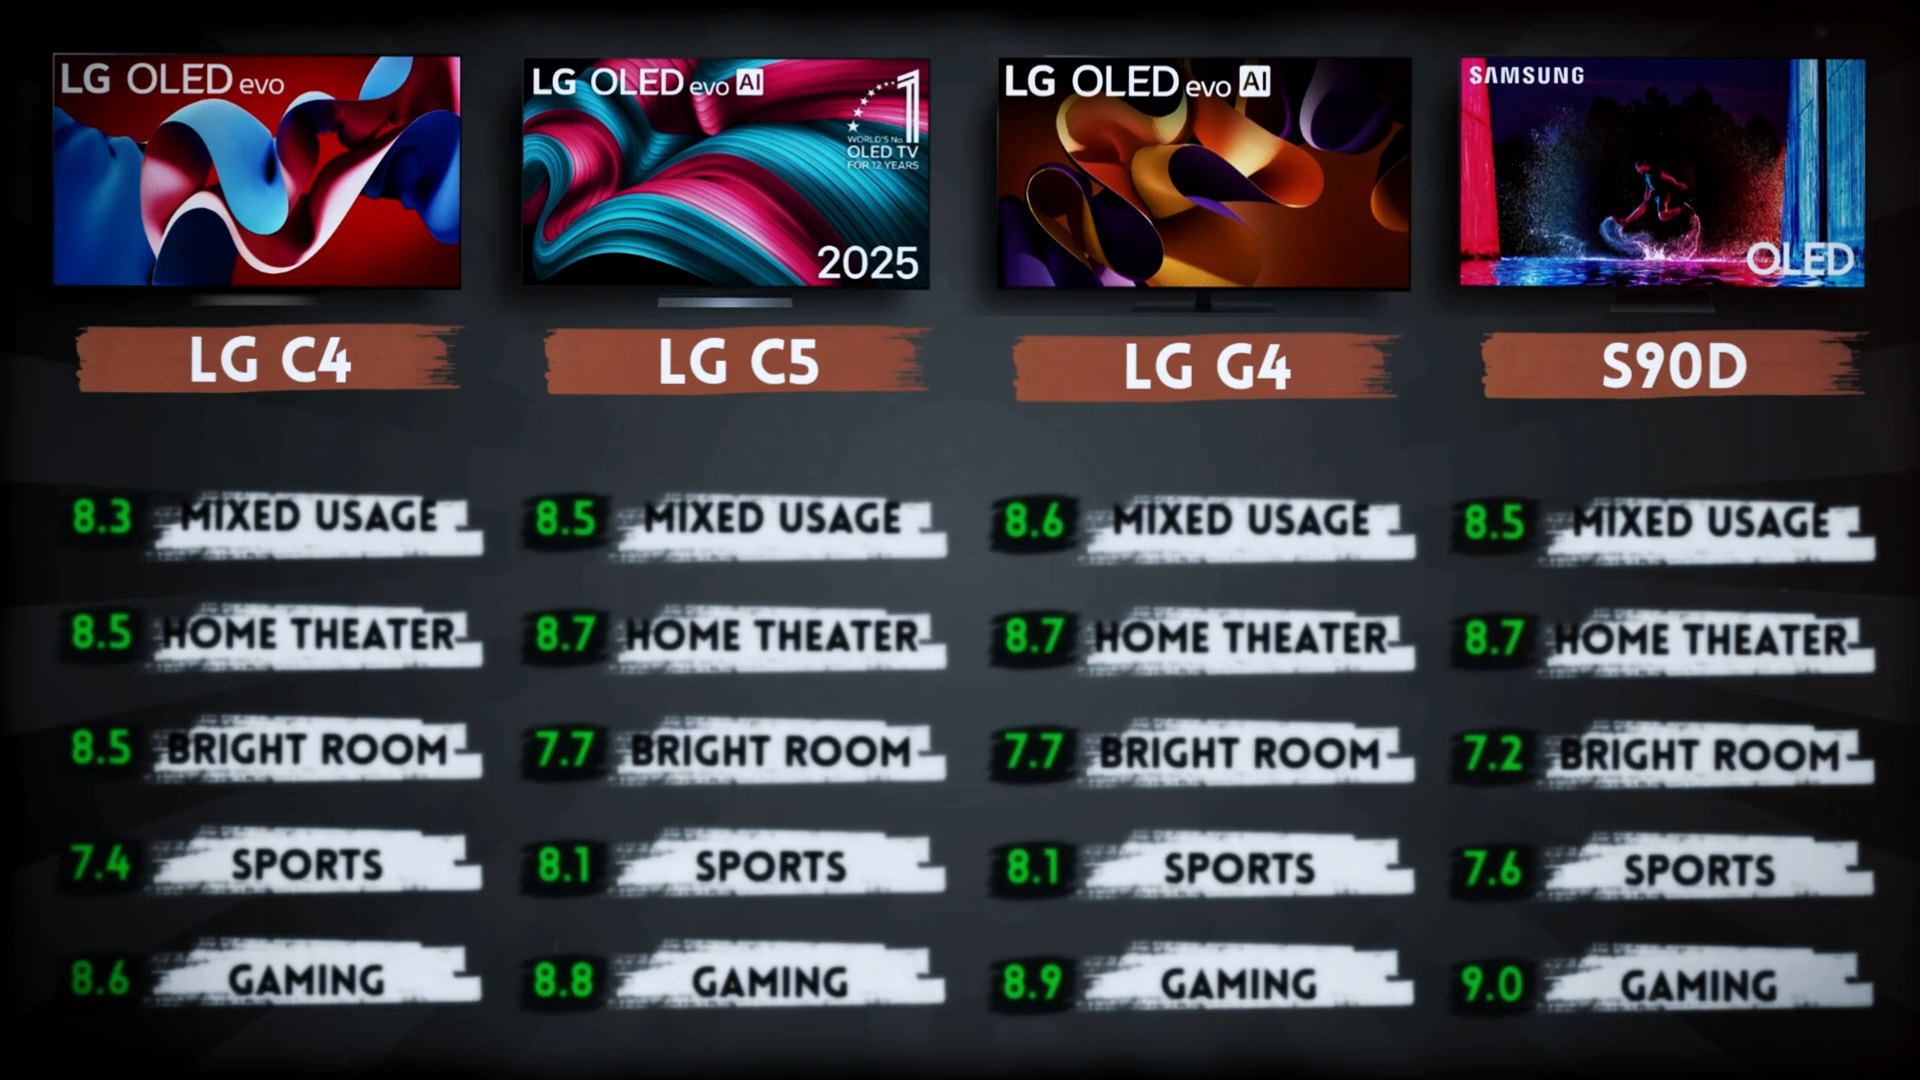 LG OLED evo
LG C4
8.3 MIXED USAGE
8.5 HOME THEATER
8.5 BRIGHT ROOM
7.4 SPORTS
8.6 GAMING
LG OLED evo AI
1
WORLD'S No.
OLED TV
FOR 12 YEARS
2025
LG C5
8.5 MIXED USAGE
8.7 HOME THEATER
7.7 BRIGHT ROOM
8.1 SPORTS
8.8 GAMING
LG OLED evo AI
LG G4
8.6 MIXED USAGE
8.7 HOME THEATER
7.7 BRIGHT ROOM
8.1 SPORTS
8.9 GAMING
SAMSUNG
OLED
S90D
8.5 MIXED USAGE
8.7 HOME THEATER
7.2 BRIGHT ROOM
7.6 SPORTS
9.0 GAMING